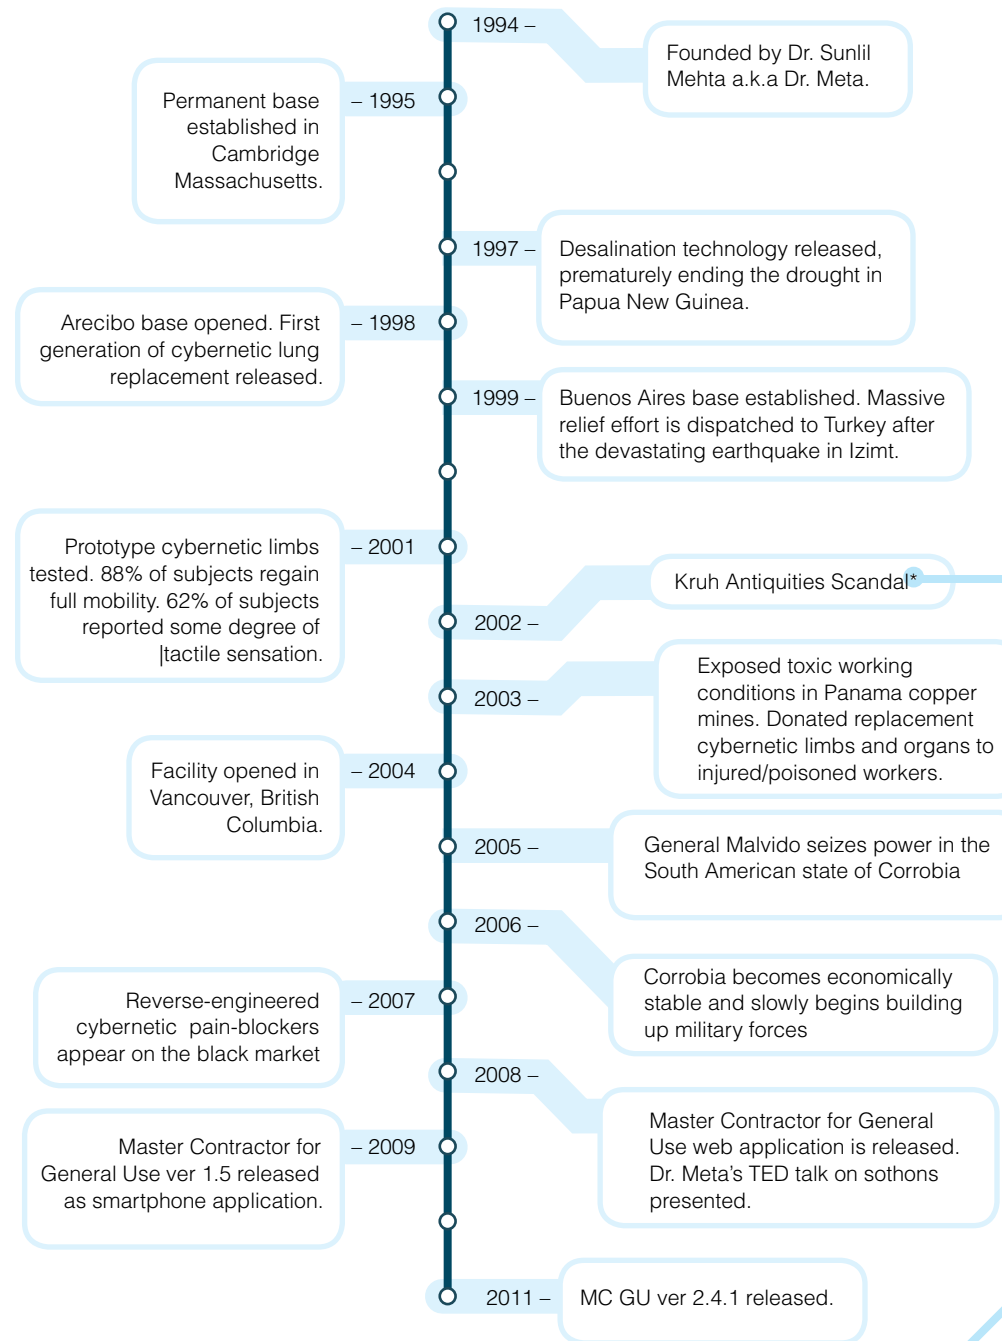 1994 –
Founded by Dr. Sunlil
Mehta a.k.a Dr. Meta.
– 1995
Permanent base
established in
Cambridge
Massachusetts.
1997 –
Desalination technology released,
prematurely ending the drought in
Papua New Guinea.
– 1998
Arecibo base opened. First
generation of cybernetic lung
replacement released.
1999 –
Buenos Aires base established. Massive
relief effort is dispatched to Turkey after
the devastating earthquake in Izimt.
– 2001
Prototype cybernetic limbs
tested. 88% of subjects regain
full mobility. 62% of subjects
reported some degree of
|tactile sensation.
2002 –
Kruh Antiquities Scandal*
2003 –
Exposed toxic working
conditions in Panama copper
mines. Donated replacement
cybernetic limbs and organs to
injured/poisoned workers.
– 2004
Facility opened in
Vancouver, British
Columbia.
2005 –
General Malvido seizes power in the
South American state of Corrobia
2006 –
Corrobia becomes economically
stable and slowly begins building
up military forces
– 2007
Reverse-engineered
cybernetic pain-blockers
appear on the black market
2008 –
Master Contractor for General
Use web application is released.
Dr. Meta's TED talk on sothons
presented.
– 2009
Master Contractor for
General Use ver 1.5 released
as smartphone application.
2011 –
MC GU ver 2.4.1 released.